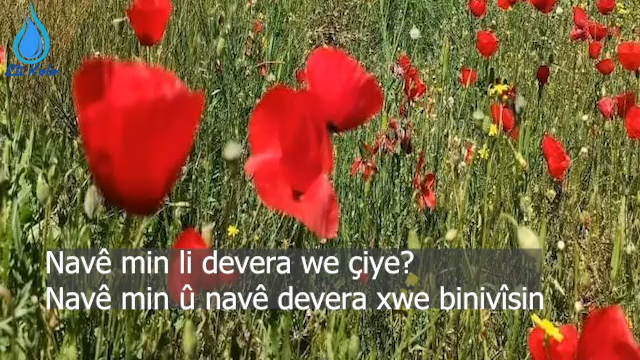 Navê min li devera we çiye?
Navê min û navê devera xwe binivîsin